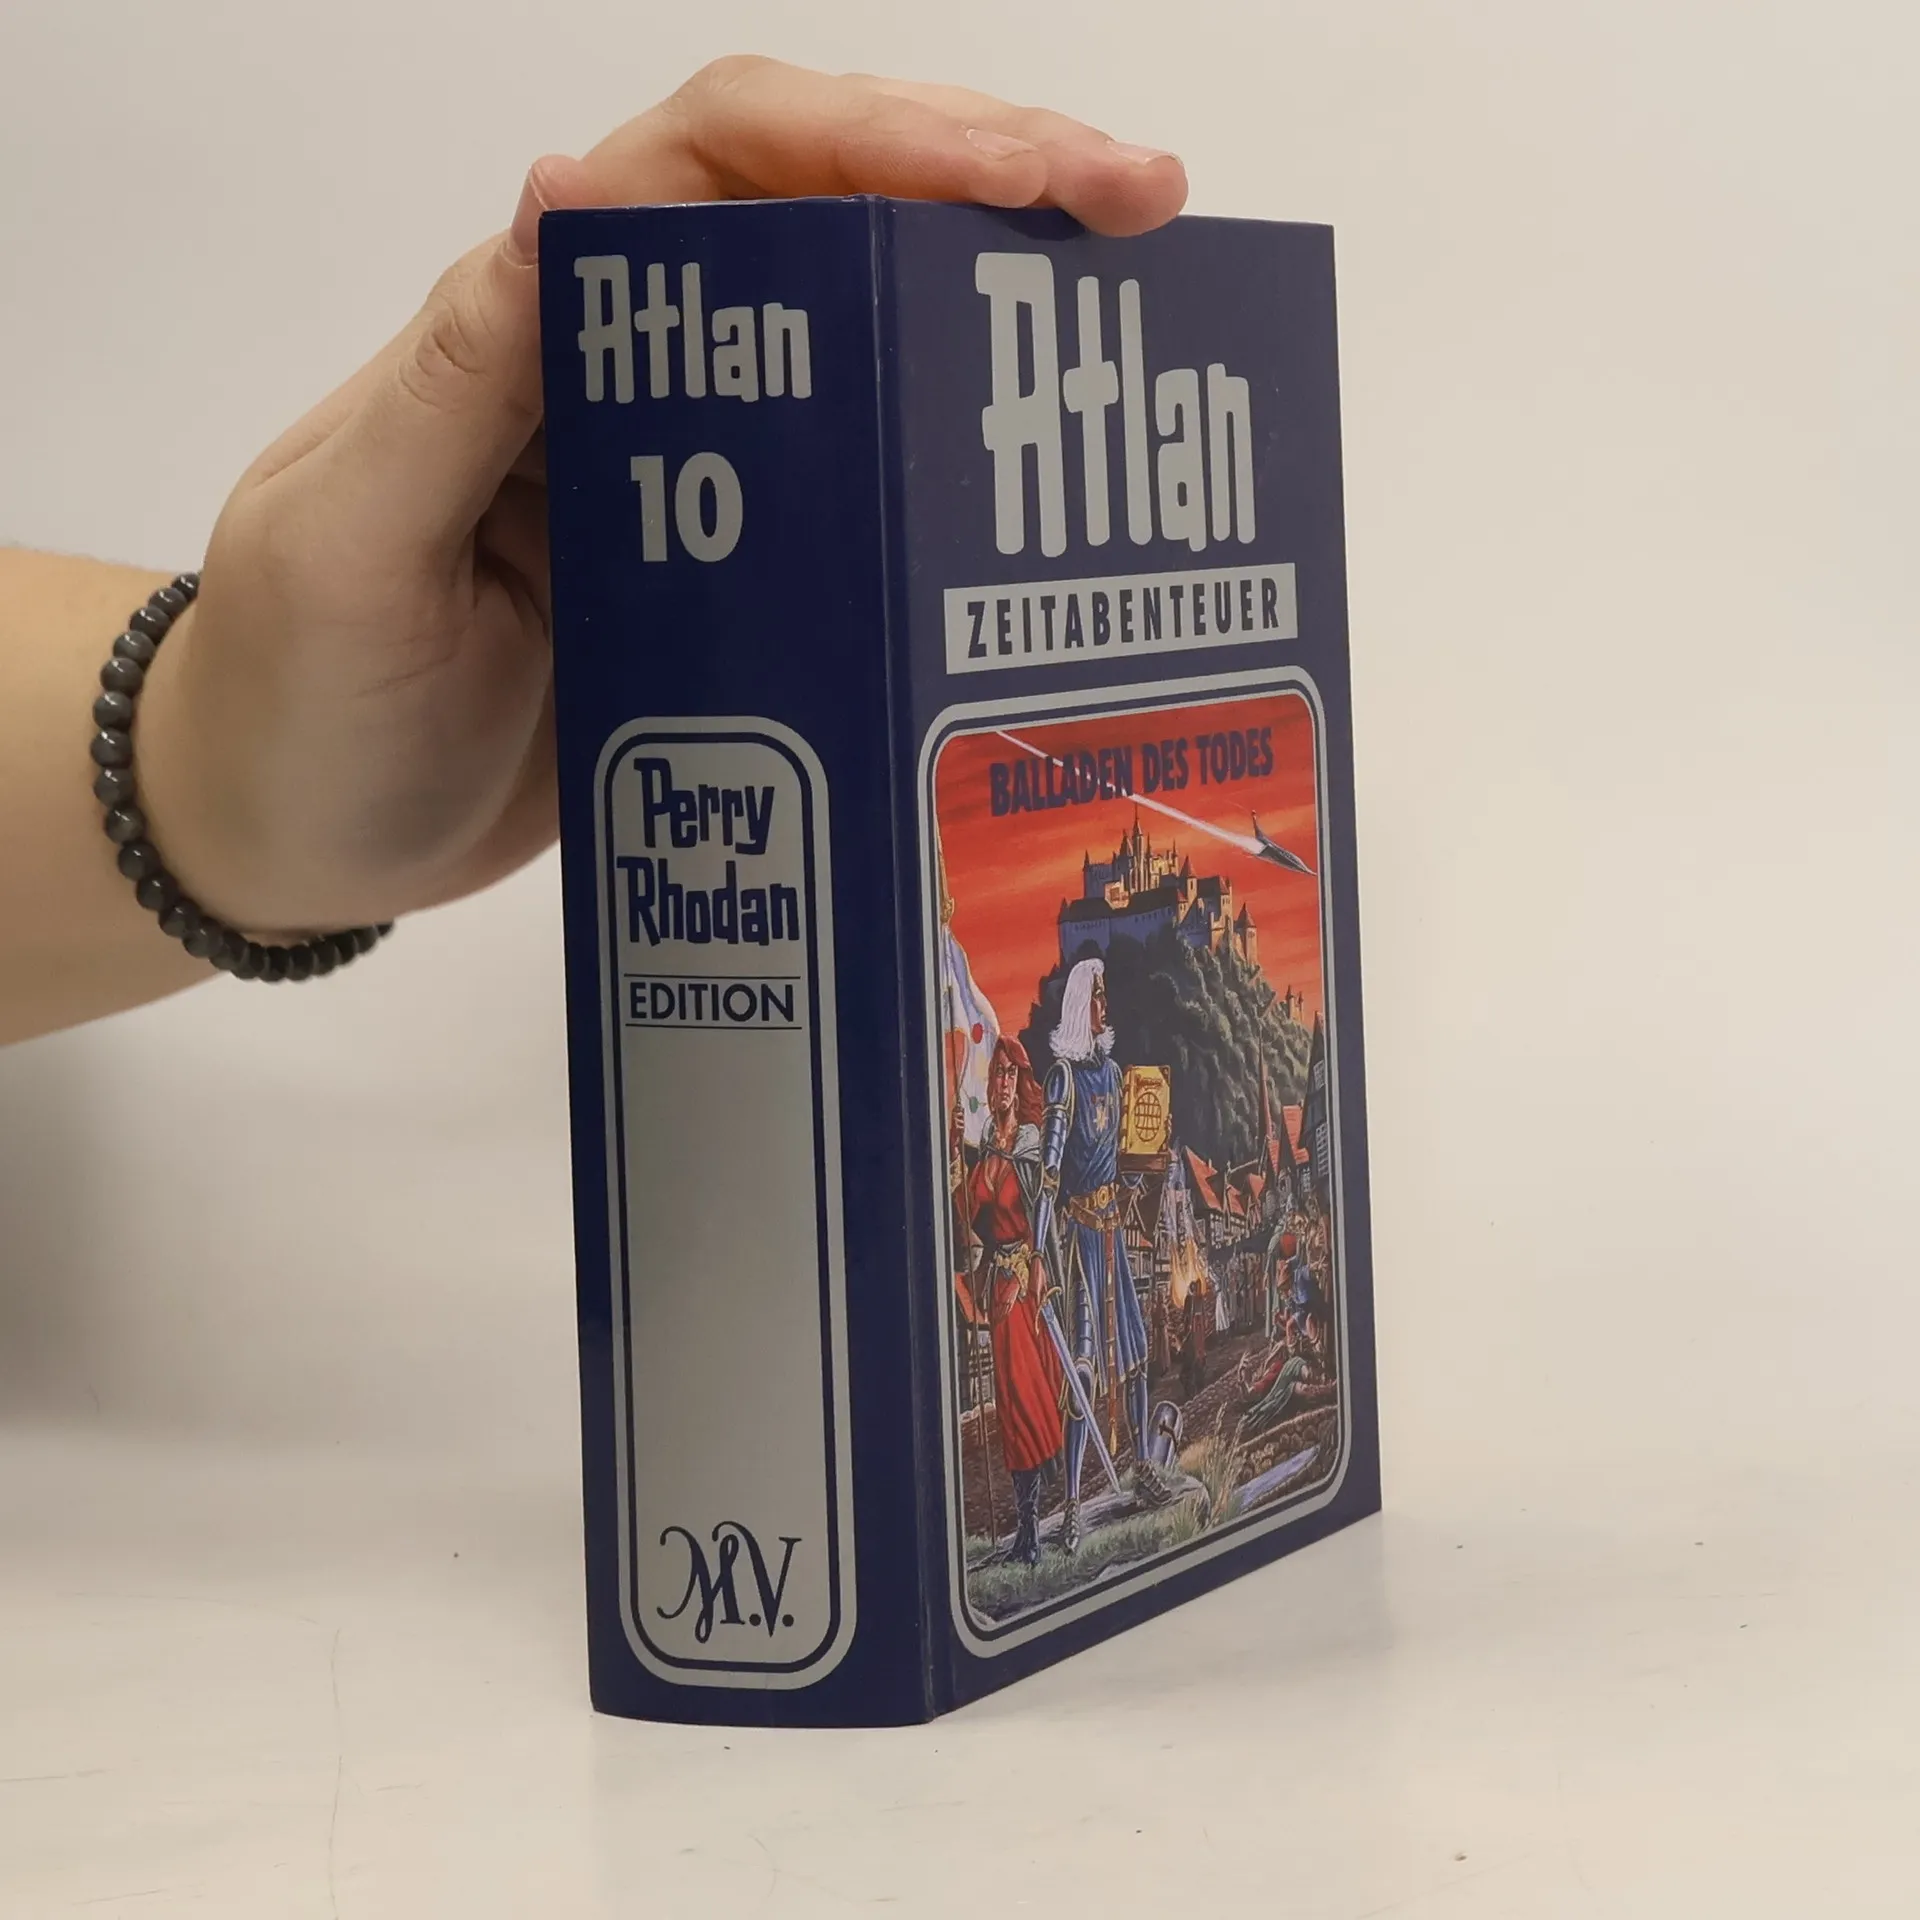 Atlan
10
Perry
Rhodan
EDITION
M.V.
Atlan
ZEITABENTEUER
BALLADEN DES TODES